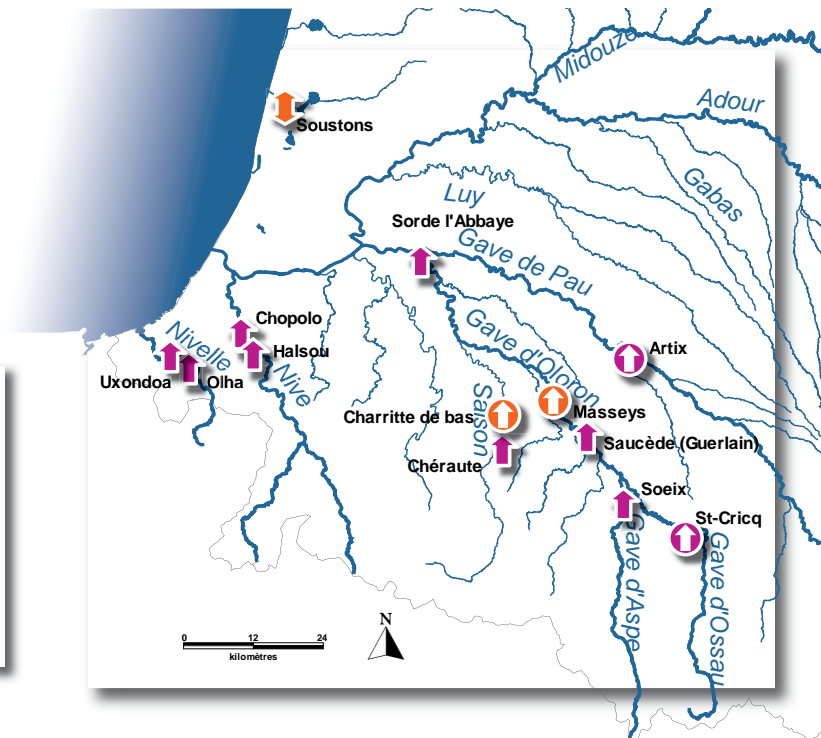 Midouze
Adour
Soustons
Gabas
Luy
Sorde l'Abbaye
Gave de Pau
Chopolo
Nivelle
Halsou
Gave d'Oloron
Artix
Uxondoa
Olha
Nive
Saison
Charritte de bas
Masseys
Saucède (Guerlain)
Chéraute
Soeix
St-Cricq
Gave d'Aspe
Gave d'Ossau
N
0 12 24
kilomètres